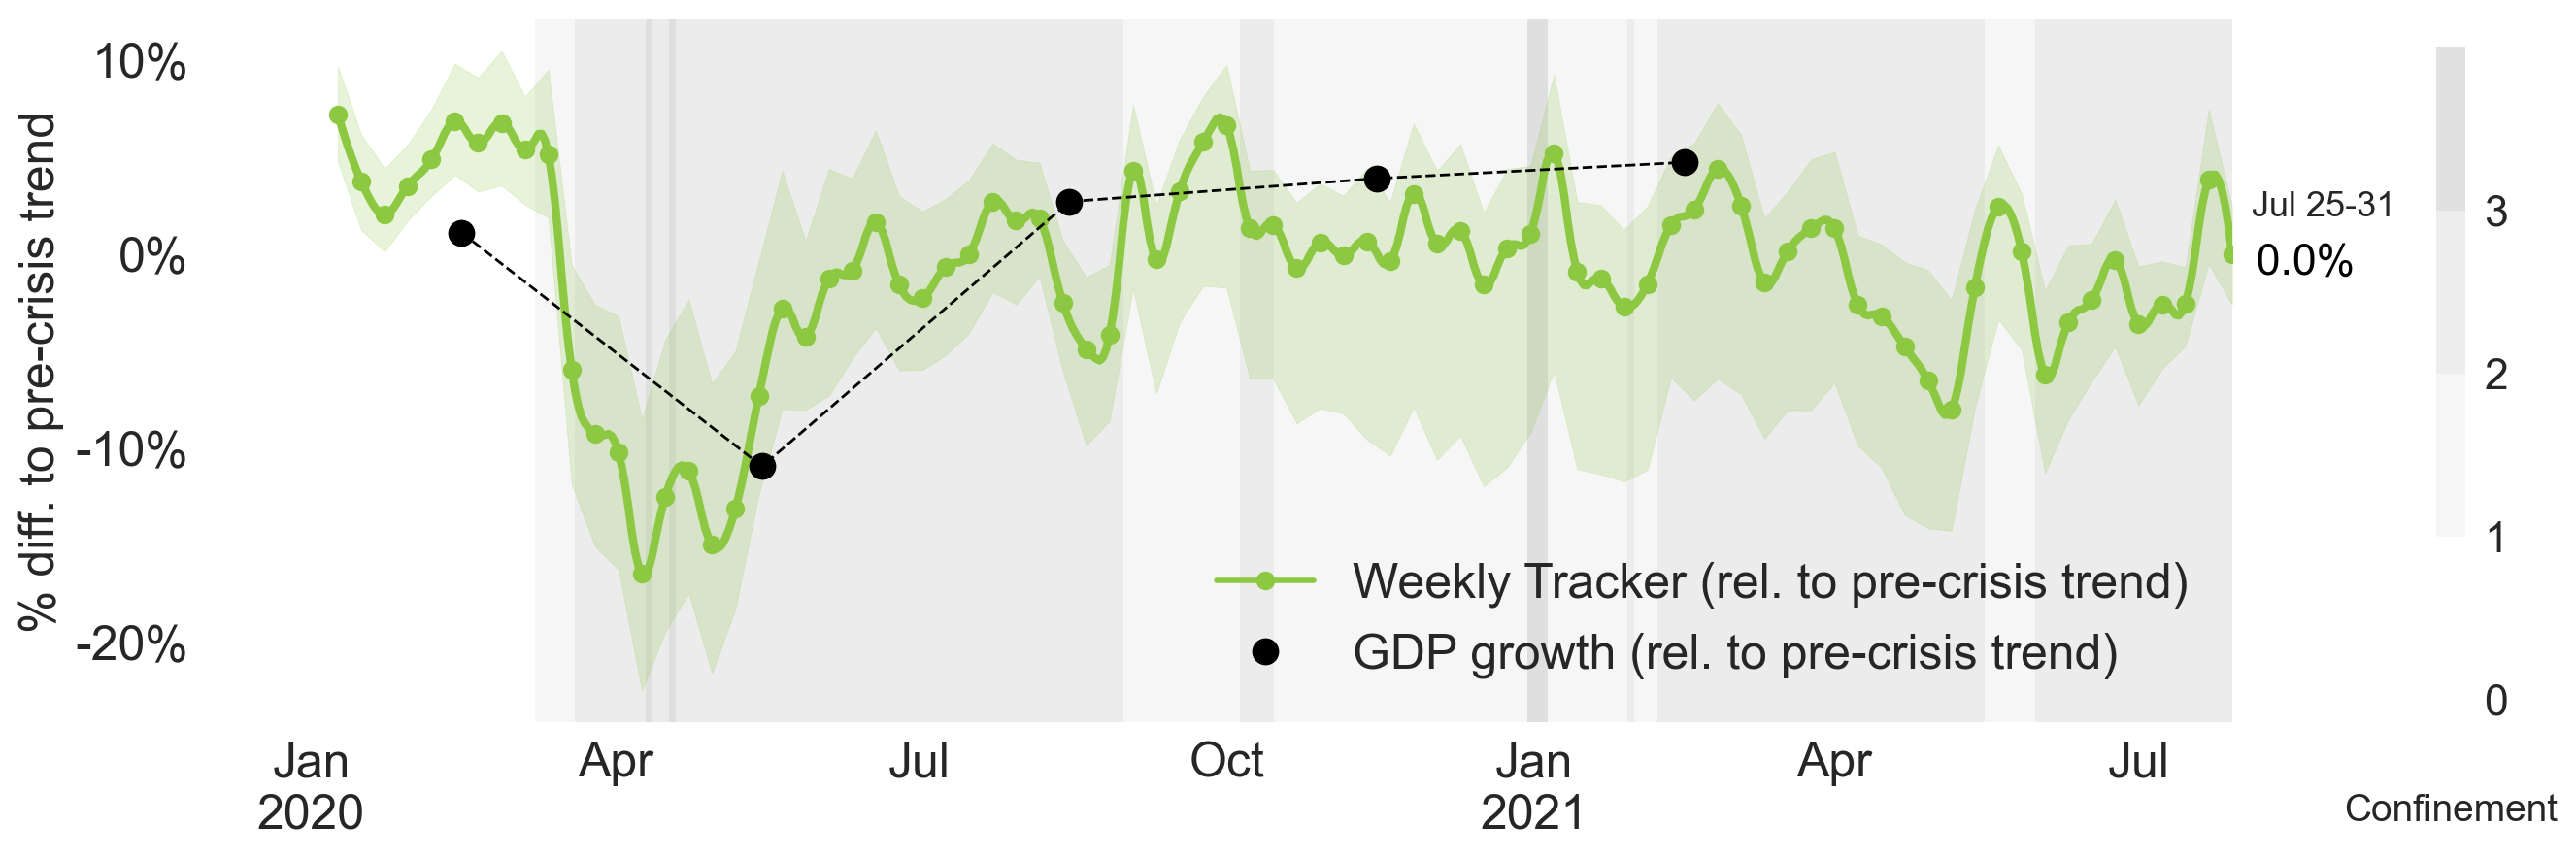 % diff. to pre-crisis trend
10%
0%
-10%
-20%
Jul 25-31
0.0%
Weekly Tracker (rel. to pre-crisis trend)
GDP growth (rel. to pre-crisis trend)
3
2
1
0
Jan Apr Jul Oct Jan Apr Jul
2020 2021
Confinement